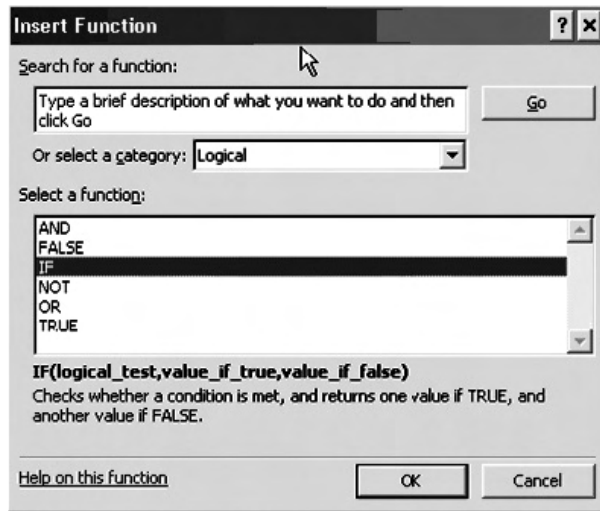 Insert Function
? ×
Search for a function:
Type a brief description of what you want to do and then
click Go
Go
Or select a category: Logical
Select a function:
AND
FALSE
IF
NOT
OR
TRUE
IF(logical_test,value_if_true,value_if_false)
Checks whether a condition is met, and returns one value if TRUE, and
another value if FALSE.
Help on this function
OK
Cancel